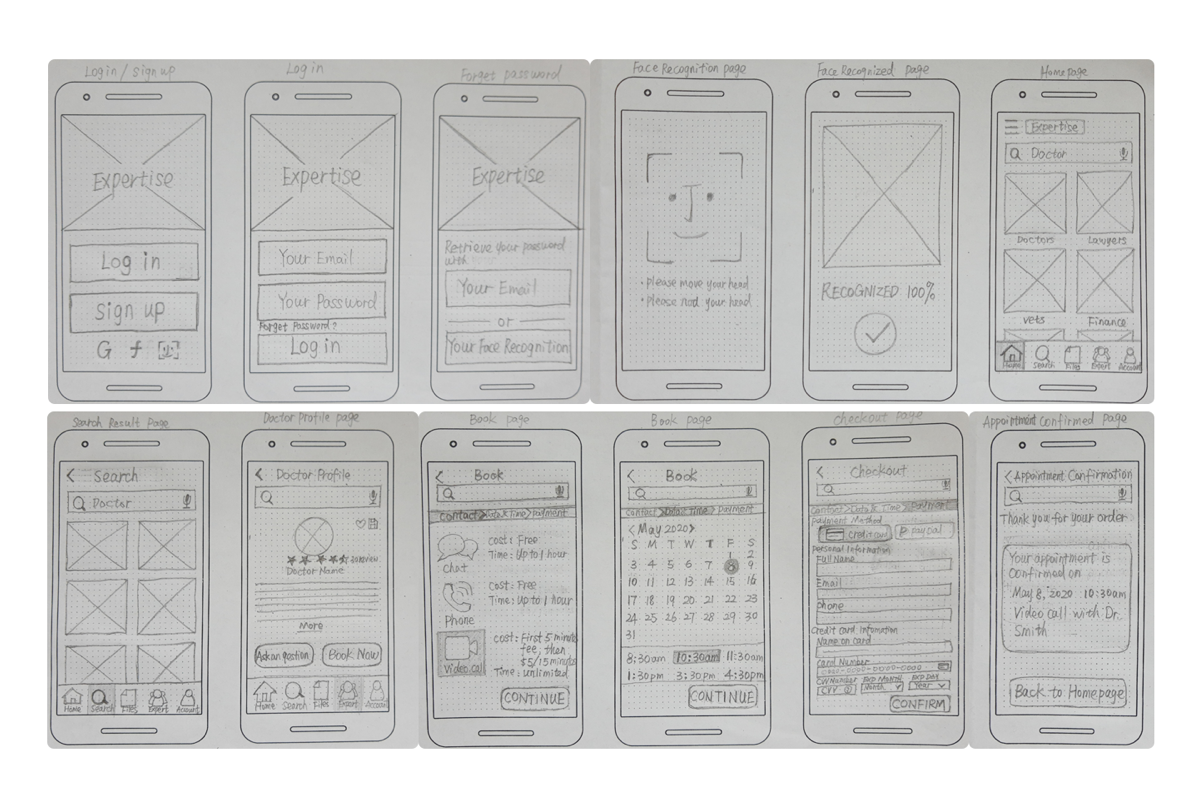 Login / Sign up
Expertise
Log in
Sign up
G f
Log in
Expertise
Your Email
Your Password
Forget Password?
Log in
Forget password
Expertise
Retrieve your password
with
Your Email
or
Your Face Recognition
Face Recognition page
• please move your head
• please nod your head
Face Recognized page
RECOGNIZED 100%
Homepage
Expertise
Doctor
Doctors Lawyers
Vets Finance
Home Search Files Expert Account
Search Result page
< Search
Doctor
Home Search Files Expert Account
Doctor Profile page
< Doctor Profile
Doctor Name
More
Ask an qestion Book Now
Home Search Files Expert Account
Book page
< Book
Contact > Date & Time > Payment
Cost: Free
Time: Up to 1 hour
Chat
Cost: Free
Time: Up to 1 hour
Phone
Cost: First 5 minutes
fee, then
$5/15 minutes
Time: Unlimited
Video call
CONTINUE
Book page
< Book
Contact > Date & Time > Payment
< May 2020 >
S M T W T F S
1 2
3 4 5 6 7 8 9
10 11 12 13 14 15 16
17 18 19 20 21 22 23
24 25 26 27 28 29 30
31
8:30am 10:30am 11:30am
1:30pm 3:30pm 4:30pm
CONTINUE
Checkout page
< Checkout
Contact > Date & Time > Payment
Payment Method
Credit card PayPal
Personal Information
Full Name
Email
phone
Credit Card Infomation
Name on card
Card Number
0000-0000-0000-0000
CVV Number EXP Month EXP Day
CVV Month Year
CONFIRM
Appointment Confirmed page
< Appointment Confirmation
Thank you for your order
Your appointment is
confirmed on
May 8, 2020 10:30am
Video call with Dr.
Smith
Back to Homepage